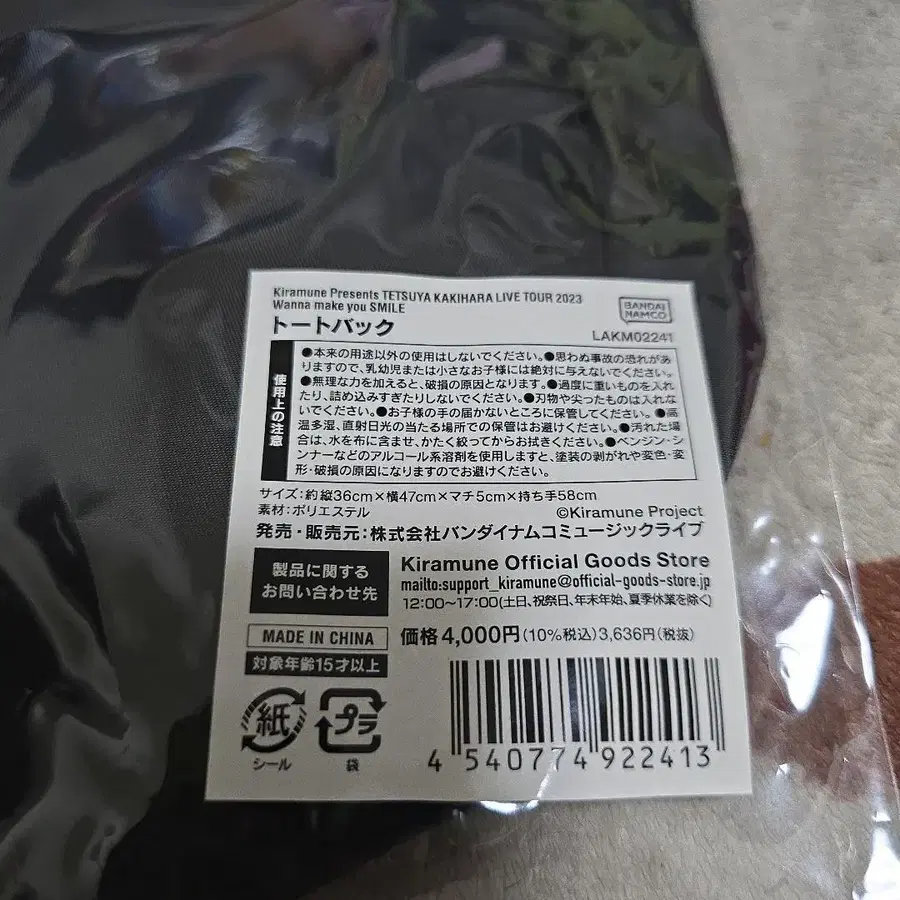 Kiramune Presents TETSUYA KAKIHARA LIVE TOUR 2023
Wanna make you SMILE
トートバック
BANDAI
NAMCO
LAKM02241
使用上の注意
●本来の用途以外の使用はしないでください。●思わぬ事故の恐れがあ
りますので、乳幼児または小さなお子様には絶対に与えないでください。
●無理な力を加えると、破損の原因となります。●過度に重いものを入れ
たり、詰め込みすぎたりしないでください。●刃物や尖ったものは入れな
いでください。●お子様の手の届かないところに保管してください。●高
温多湿、直射日光の当たる場所での保管はお避けください。●汚れた場
合は、水を布に含ませ、かたく絞ってからお拭きください。●ベンジン・シ
ンナーなどのアルコール系溶剤を使用しますと、塗装の剥がれや変色・変
形・破損の原因になりますのでお避けください。
サイズ：約 縦36cm×横47cm×マチ5cm×持ち手58cm
素材：ポリエステル
©Kiramune Project
発売・販売元：株式会社バンダイナムコミュージックライブ
製品に関する
お問い合わせ先
Kiramune Official Goods Store
mailto:support_kiramune@official-goods-store.jp
12:00～17:00(土日、祝祭日、年末年始、夏季休業を除く)
MADE IN CHINA
価格4,000円(10%税込)3,636円(税抜)
対象年齢15才以上
紙
シール
プラ
袋
4 540774 922413